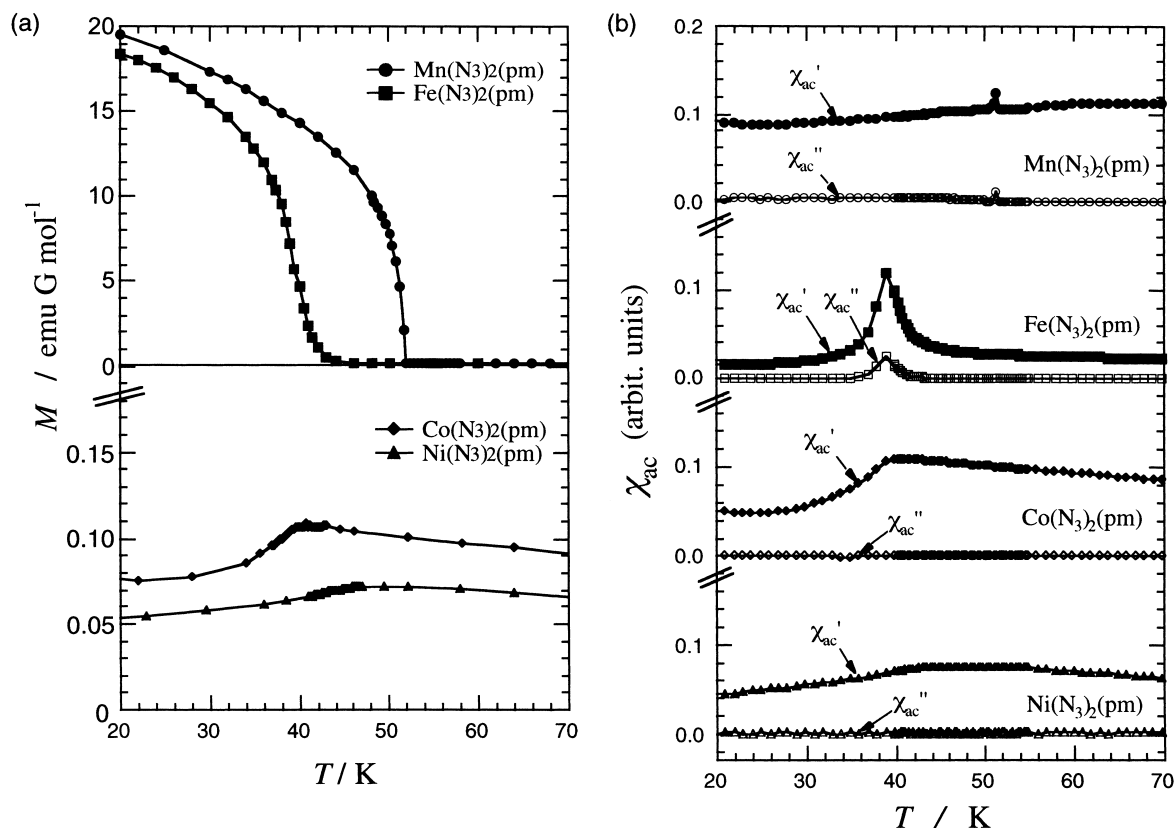 (a)
20
15
10
5
0
0.15
0.10
0.05
0
M / emu G mol⁻¹
Mn(N3)2(pm)
Fe(N3)2(pm)
Co(N3)2(pm)
Ni(N3)2(pm)
20 30 40 50 60 70
T / K
(b)
0.2
0.1
0.0
0.1
0.0
0.1
0.0
0.1
0.0
χac (arbit. units)
χac'
χac"
Mn(N₃)₂(pm)
χac' χac"
Fe(N₃)₂(pm)
χac'
χac"
Co(N₃)₂(pm)
χac'
χac"
Ni(N₃)₂(pm)
20 30 40 50 60 70
T / K